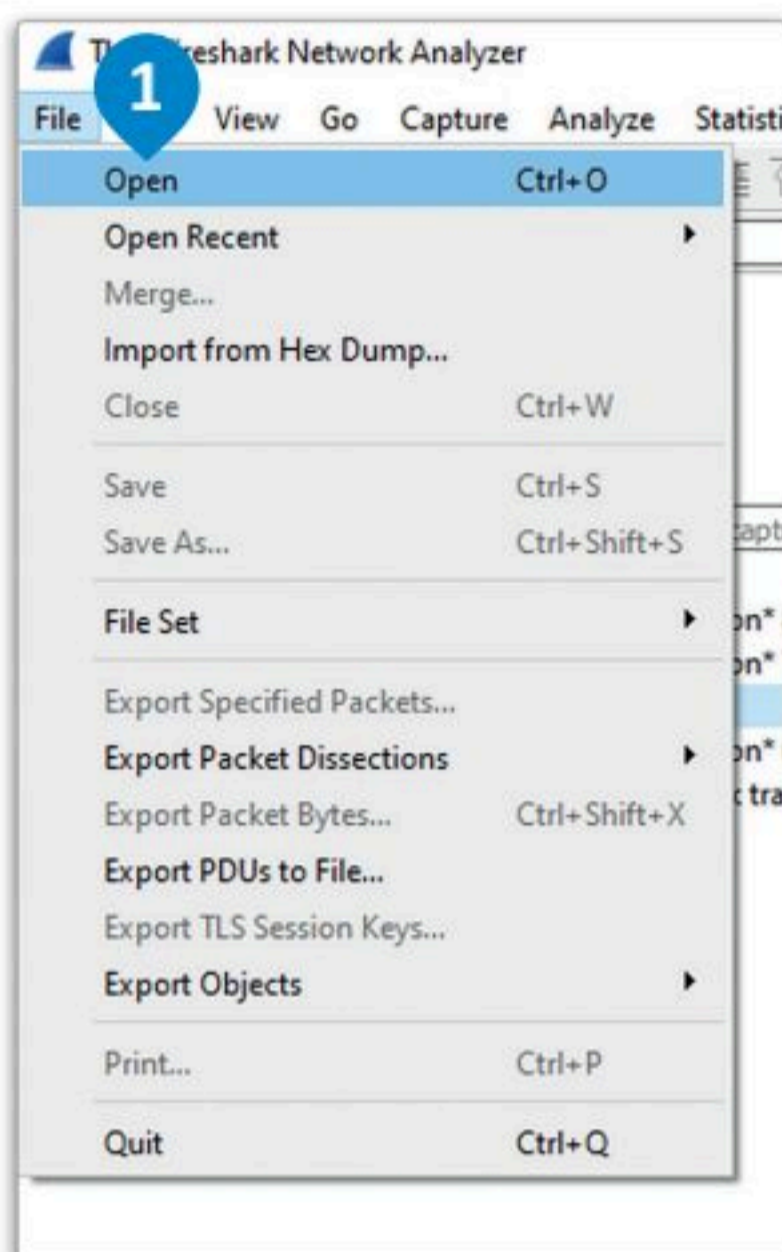 The Wireshark Network Analyzer
1
File View Go Capture Analyze
Open Ctrl+O
Open Recent
Merge...
Import from Hex Dump...
Close Ctrl+W
Save Ctrl+S
Save As... Ctrl+Shift+S
File Set
Export Specified Packets...
Export Packet Dissections
Export Packet Bytes... Ctrl+Shift+X
Export PDUs to File...
Export TLS Session Keys...
Export Objects
Print... Ctrl+P
Quit Ctrl+Q